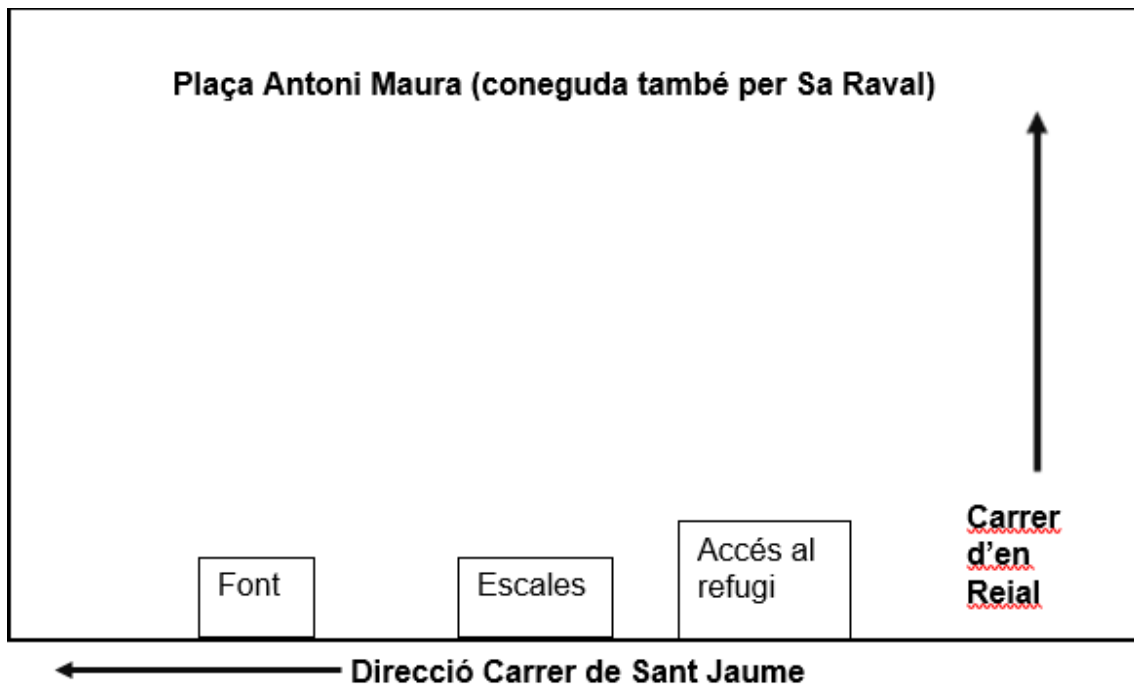 Plaça Antoni Maura (coneguda també per Sa Raval)
Font
Escales
Accés al
refugi
Carrer
d'en
Reial
Direcció Carrer de Sant Jaume